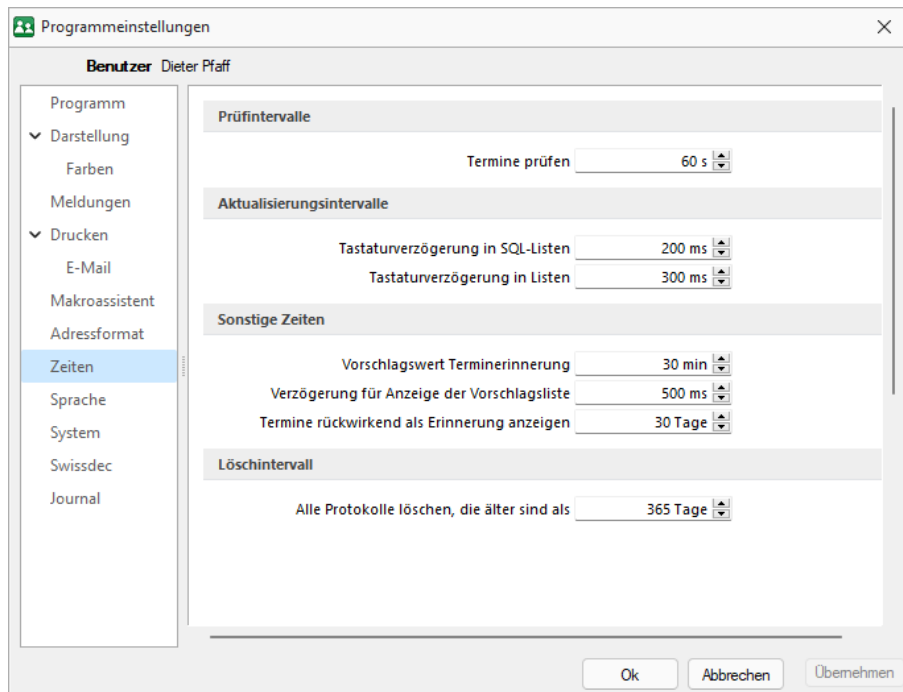 Programmeinstellungen
Benutzer Dieter Pfaff
Programm
Darstellung
Farben
Meldungen
Drucken
E-Mail
Makroassistent
Adressformat
Zeiten
Sprache
System
Swissdec
Journal
Prüfintervalle
Termine prüfen 60 s
Aktualisierungsintervalle
Tastaturverzögerung in SQL-Listen 200 ms
Tastaturverzögerung in Listen 300 ms
Sonstige Zeiten
Vorschlagswert Terminerinnerung 30 min
Verzögerung für Anzeige der Vorschlagsliste 500 ms
Termine rückwirkend als Erinnerung anzeigen 30 Tage
Löschintervall
Alle Protokolle löschen, die älter sind als 365 Tage
Ok Abbrechen Übernehmen